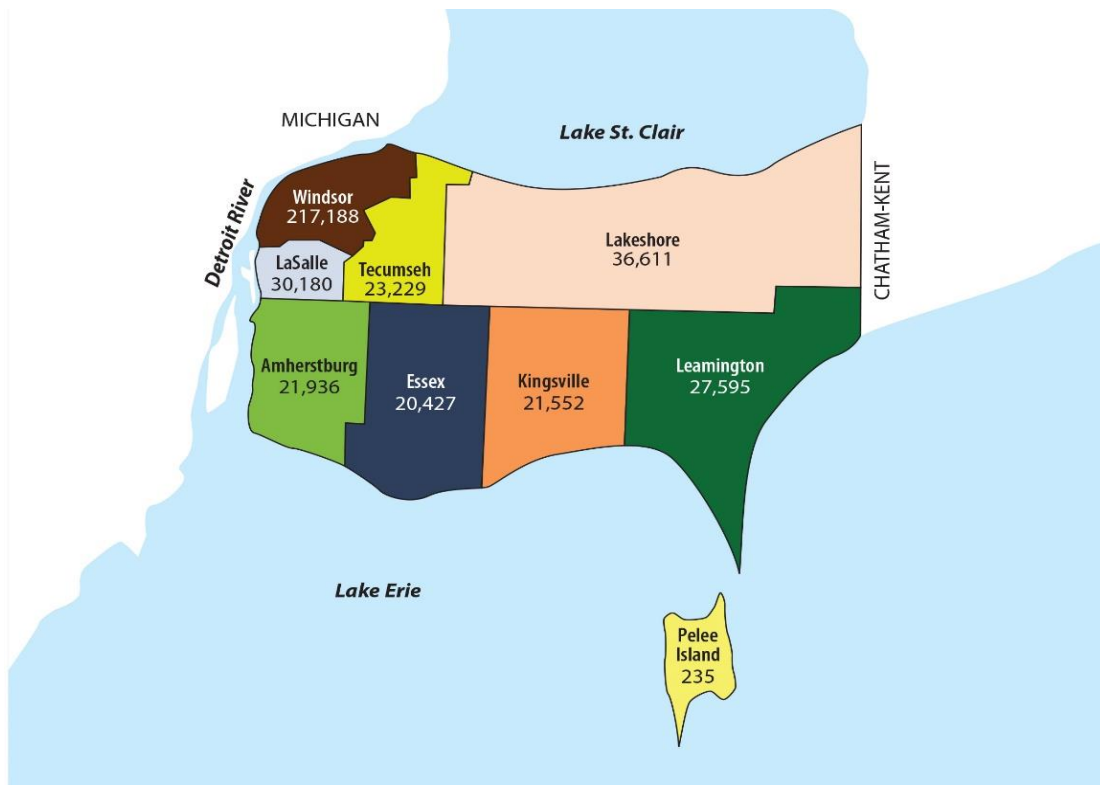 MICHIGAN
Lake St. Clair
Detroit River
CHATHAM-KENT
Windsor
217,188
LaSalle
30,180
Tecumseh
23,229
Lakeshore
36,611
Amherstburg
21,936
Essex
20,427
Kingsville
21,552
Leamington
27,595
Lake Erie
Pelee
Island
235